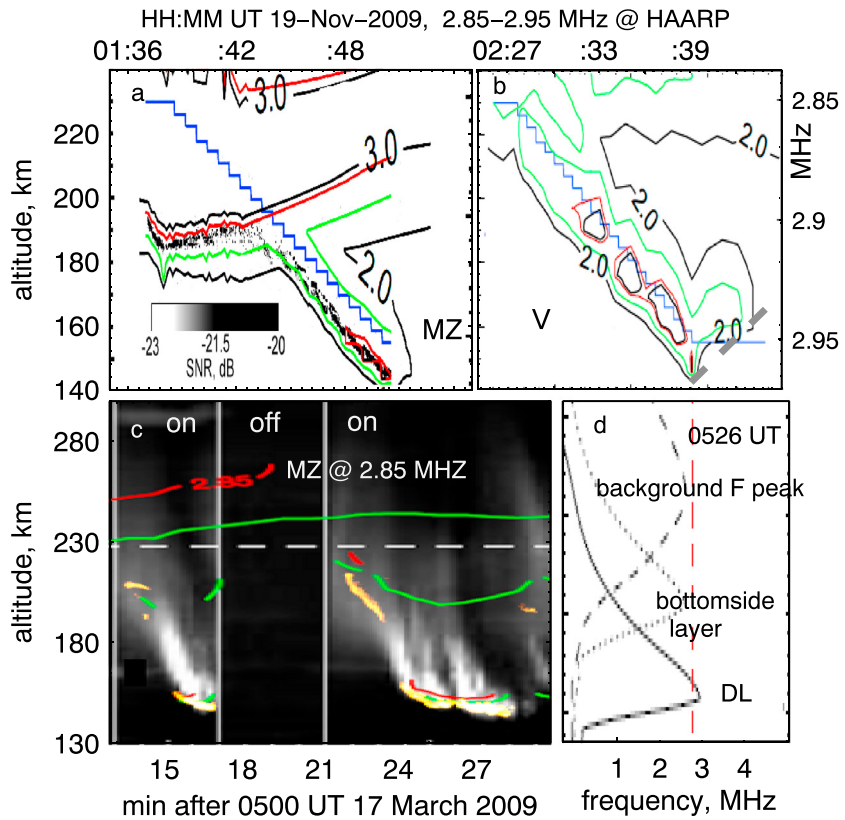 HH:MM UT 19–Nov–2009, 2.85–2.95 MHz @ HAARP
01:36 :42 :48 02:27 :33 :39
a
b
3.0
3.0
2.0
2.0
2.0
2.0
2.0
2.85
2.9
2.95
MHz
220
200
180
160
140
altitude, km
-23 -21.5 -20
SNR, dB
MZ
V
c
on off on
2.85
MZ @ 2.85 MHZ
280
230
180
130
altitude, km
15 18 21 24 27
min after 0500 UT 17 March 2009
d
0526 UT
background F peak
bottomside
layer
DL
1 2 3 4
frequency, MHz